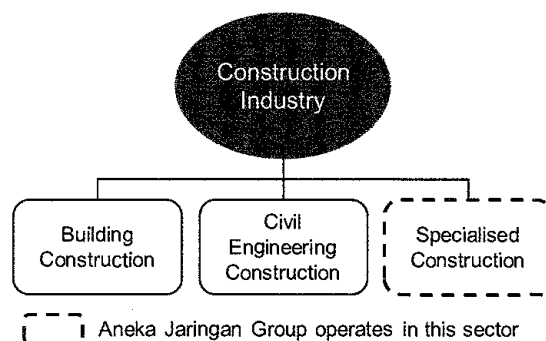 Construction
Industry
Building
Construction
Civil
Engineering
Construction
Specialised
Construction
Aneka Jaringan Group operates in this sector